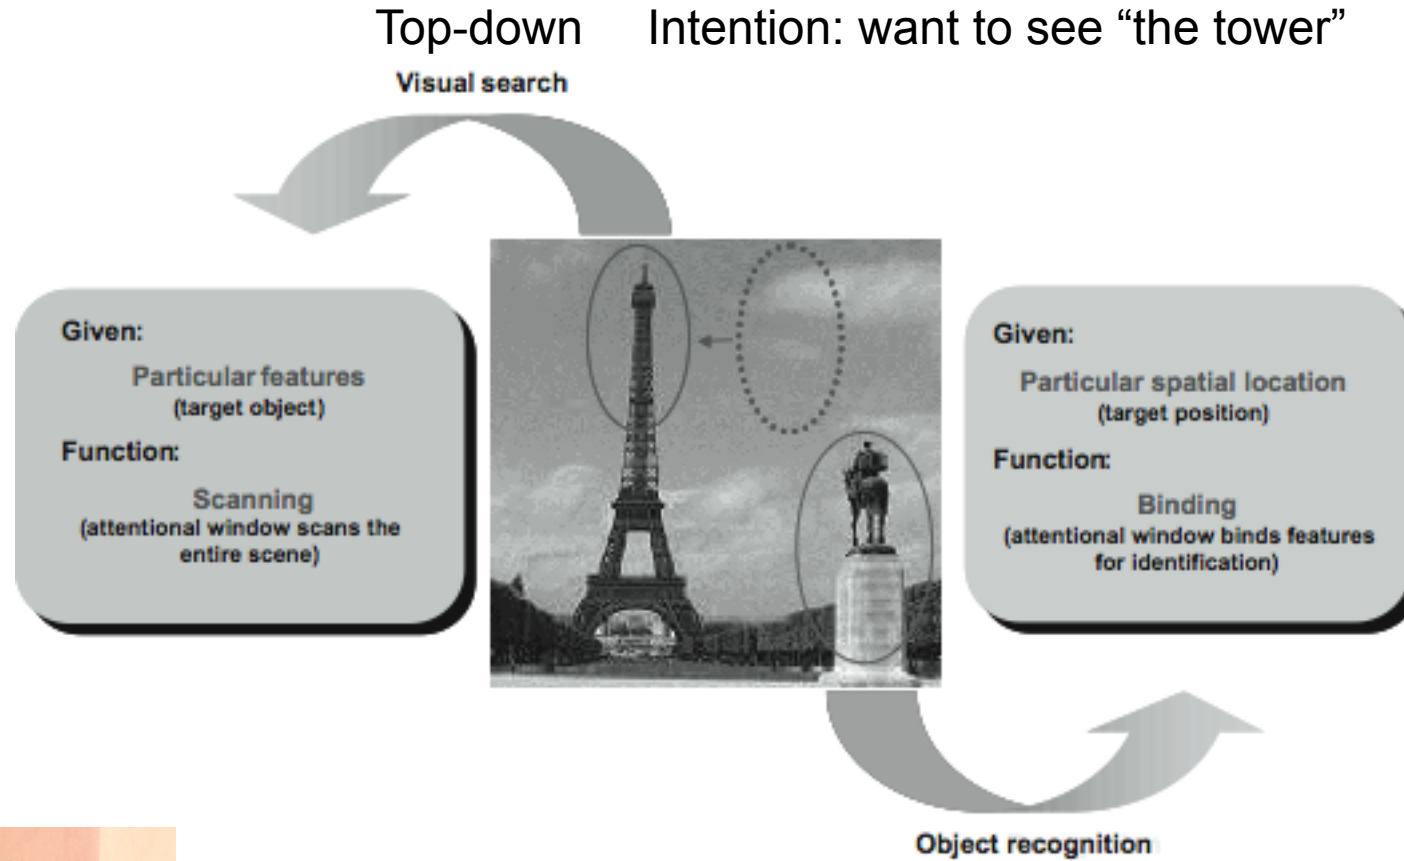 Top-down Intention: want to see “the tower”
Visual search
Given:
Particular features
(target object)
Function:
Scanning
(attentional window scans the
entire scene)
Given:
Particular spatial location
(target position)
Function:
Binding
(attentional window binds features
for identification)
Object recognition